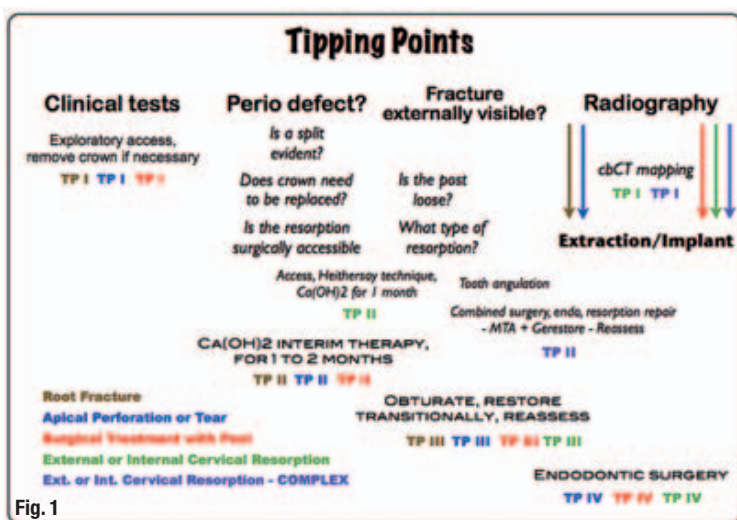 Tipping Points
Clinical tests
Exploratory access,
remove crown if necessary
TP I TP I TP I
Perio defect?
Is a split
evident?
Does crown need
to be replaced?
Is the resorption
surgically accessible
Fracture
externally visible?
Is the post
loose?
What type of
resorption?
Radiography
cbCT mapping
TP I TP I
Extraction/Implant
Access, Heithersay technique,
Ca(OH)2 for 1 month
TP II
Tooth angulation
Combined surgery, endo, resorption repair
- MTA + Gerestore - Reassess
TP II
CA(OH)2 INTERIM THERAPY,
FOR 1 TO 2 MONTHS
TP II TP II TP II
OBTURATE, RESTORE
TRANSITIONALLY, REASSESS
TP III TP III TP III TP III
ENDODONTIC SURGERY
TP IV TP IV TP IV
Root Fracture
Apical Perforation or Tear
Surgical Treatment with Post
External or Internal Cervical Resorption
Ext. or Int. Cervical Resorption - COMPLEX
Fig. 1